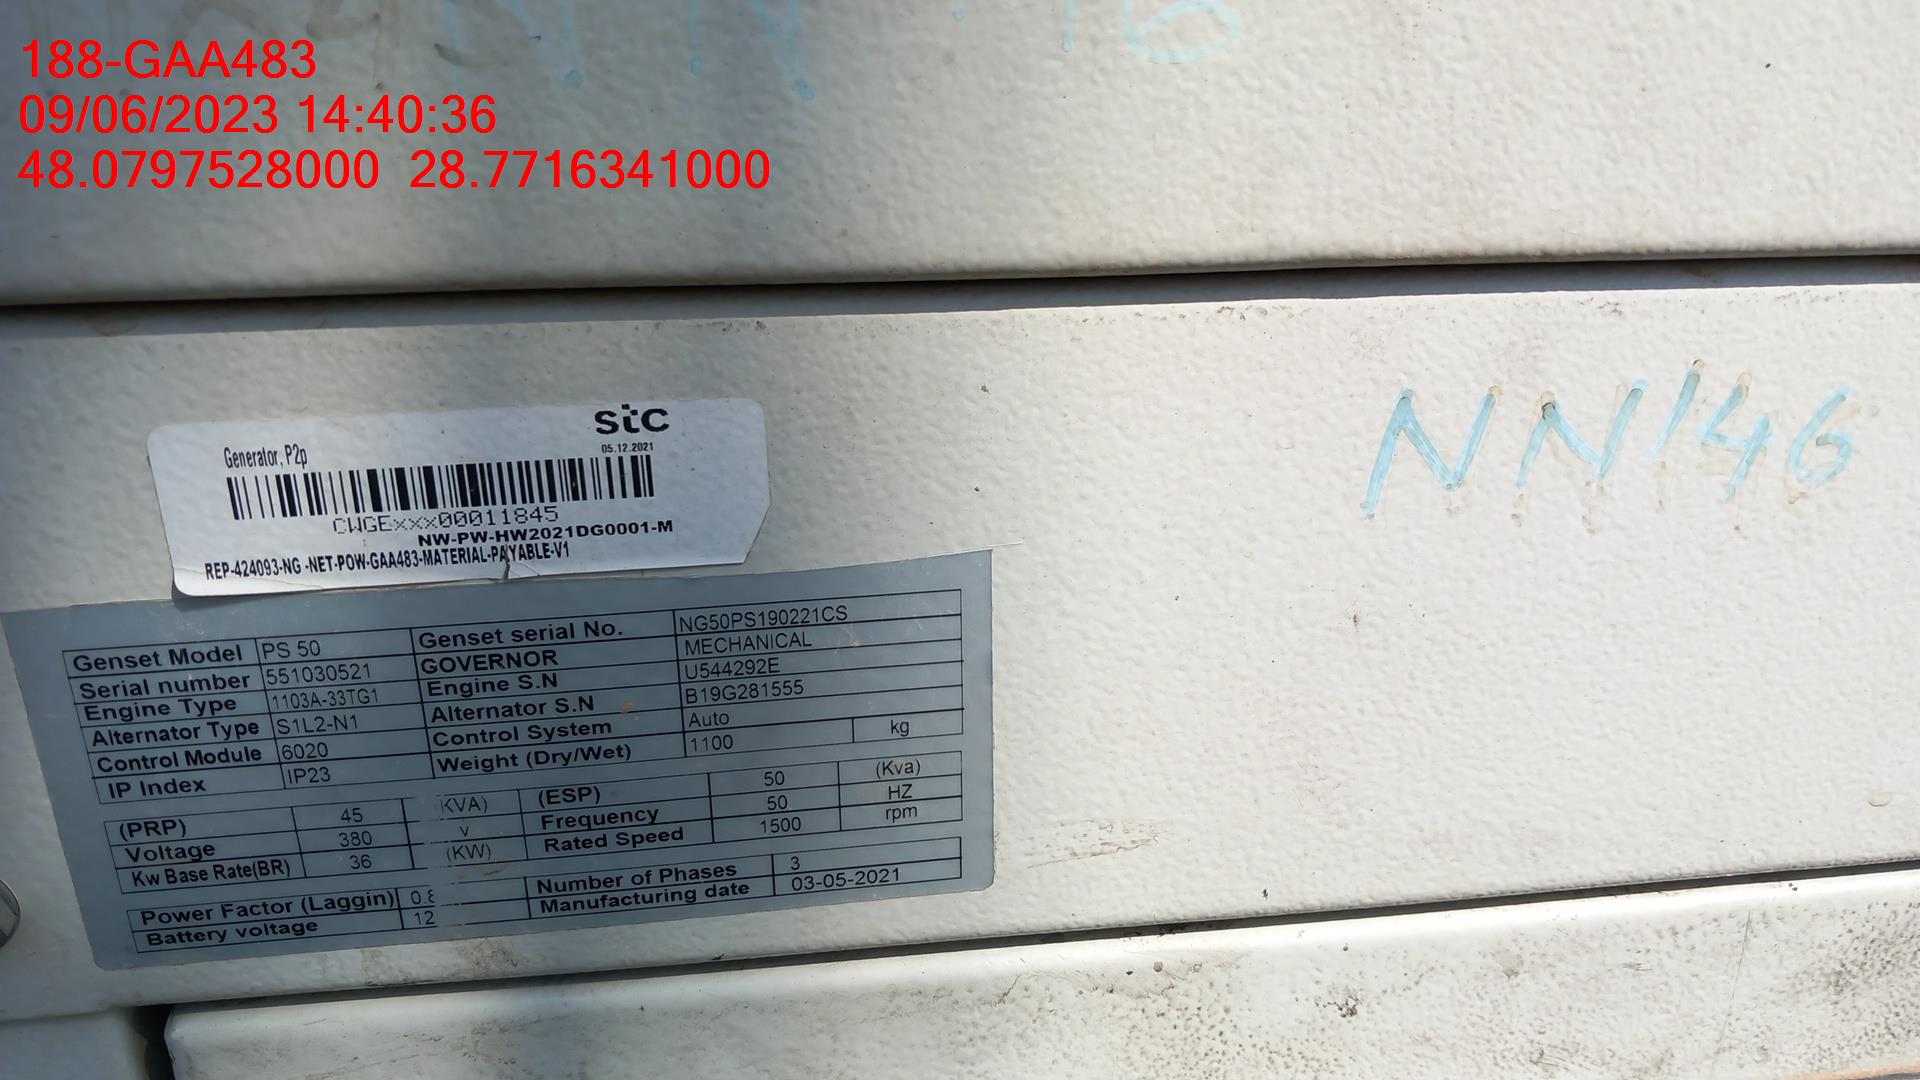 188-GAA483
09/06/2023 14:40:36
48.0797528000 28.7716341000
stc
05.12.2021
Generator, P2p
CWGExxx00011845
NW-PW-HW2021DG0001-M
REP-424093-NG -NET-POW-GAA483-MATERIAL-PAYABLE-V1
NN146
Genset Model PS 50 Genset serial No. NG50PS190221CS
Serial number 551030521 GOVERNOR MECHANICAL
Engine Type 1103A-33TG1 Engine S.N U544292E
Alternator Type S1L2-N1 Alternator S.N B19G281555
Control Module 6020 Control System Auto
IP Index IP23 Weight (Dry/Wet) 1100 kg
(PRP) 45 KVA) (ESP) 50 (Kva)
Voltage 380 v Frequency 50 HZ
Kw Base Rate(BR) 36 (KW) Rated Speed 1500 rpm
Power Factor (Laggin) 0.8 Number of Phases 3
Battery voltage 12 Manufacturing date 03-05-2021